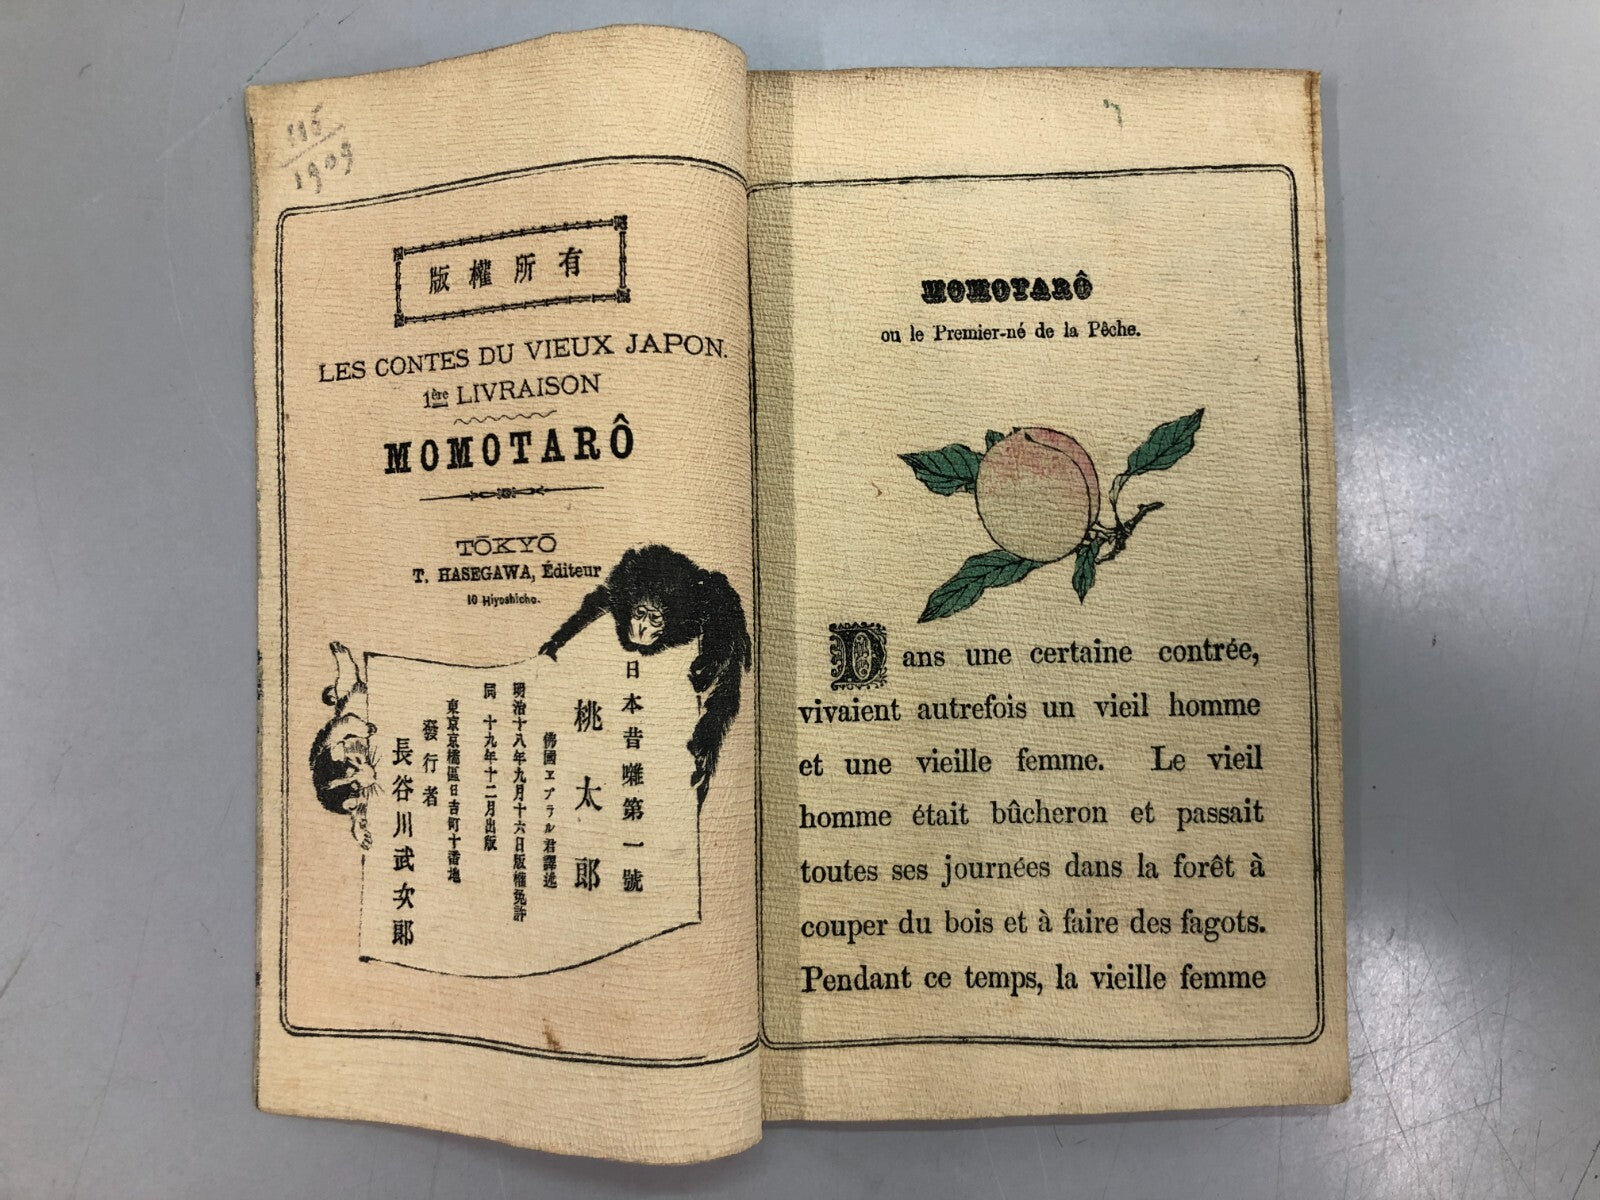 1909
版權所有
LES CONTES DU VIEUX JAPON.
1ère LIVRAISON
MOMOTARÔ
TŌKYŌ
T. HASEGAWA, Éditeur
10 Hiyoshicho.
日本昔噺第一號
桃太郎
佛國ヱブラル君譯述
明治十八年九月十六日版權免許
同 十九年十二月出版
東京京橋區日吉町十番地
發行者
長谷川武次郎
MOMOTARÔ
ou le Premier-né de la Pêche.
Dans une certaine contrée,
vivaient autrefois un vieil homme
et une vieille femme. Le vieil
homme était bûcheron et passait
toutes ses journées dans la forêt à
couper du bois et à faire des fagots.
Pendant ce temps, la vieille femme